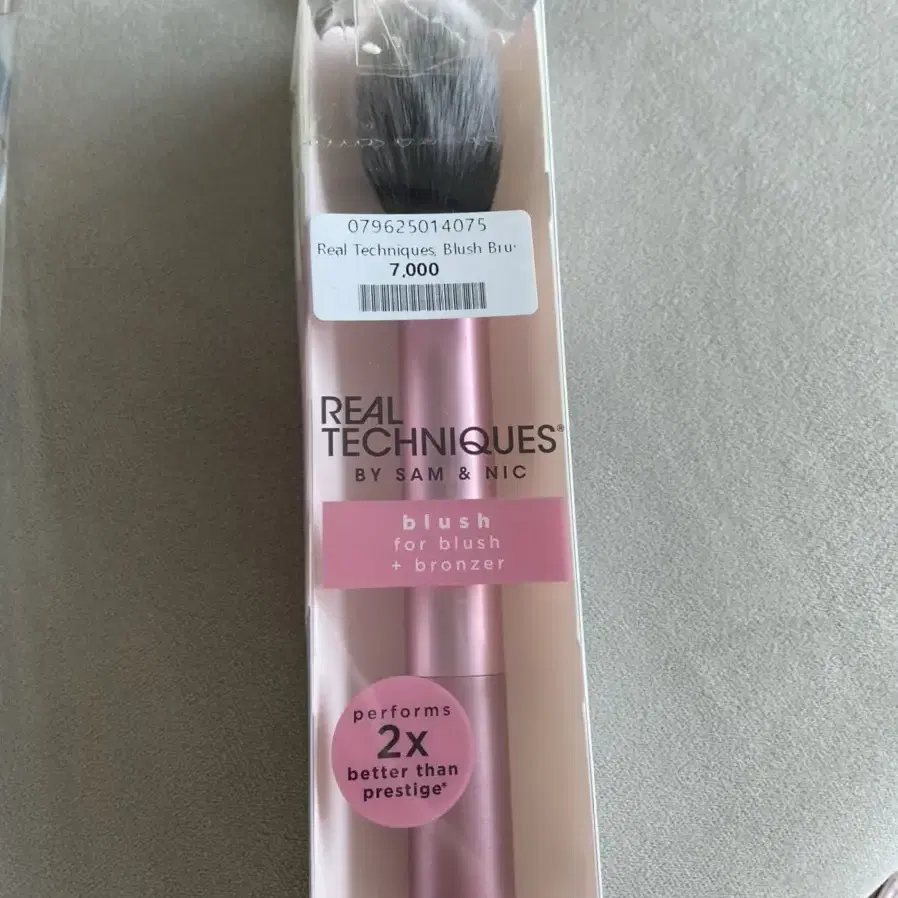 079625014075
Real Techniques, Blush Bru
7,000
REAL
TECHNIQUES®
BY SAM & NIC
blush
for blush
+ bronzer
performs
2x
better than
prestige*